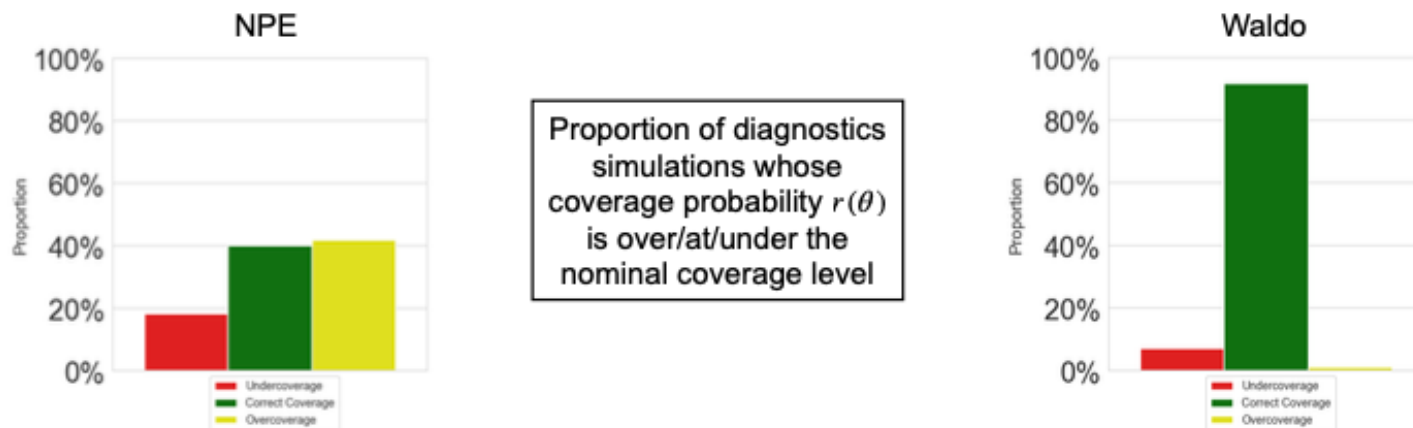 NPE
100%
80%
60%
40%
20%
0%
Proportion
Undercoverage
Correct Coverage
Overcoverage
Proportion of diagnostics
simulations whose
coverage probability r(θ)
is over/at/under the
nominal coverage level
Waldo
100%
80%
60%
40%
20%
0%
Proportion
Undercoverage
Correct Coverage
Overcoverage